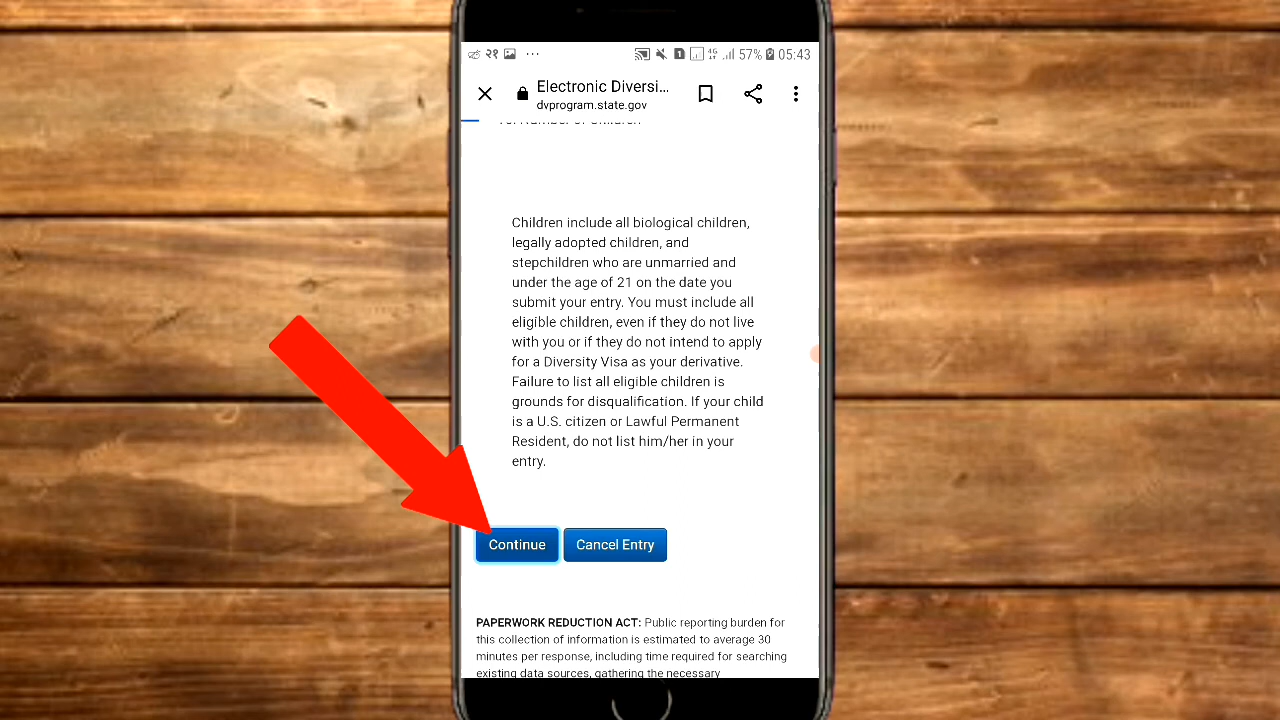 २१ ... 1 4G 57% 05:43
Electronic Diversi...
dvprogram.state.gov
Number of Children
Children include all biological children,
legally adopted children, and
stepchildren who are unmarried and
under the age of 21 on the date you
submit your entry. You must include all
eligible children, even if they do not live
with you or if they do not intend to apply
for a Diversity Visa as your derivative.
Failure to list all eligible children is
grounds for disqualification. If your child
is a U.S. citizen or Lawful Permanent
Resident, do not list him/her in your
entry.
Continue Cancel Entry
PAPERWORK REDUCTION ACT: Public reporting burden for
this collection of information is estimated to average 30
minutes per response, including time required for searching
existing data sources, gathering the necessary